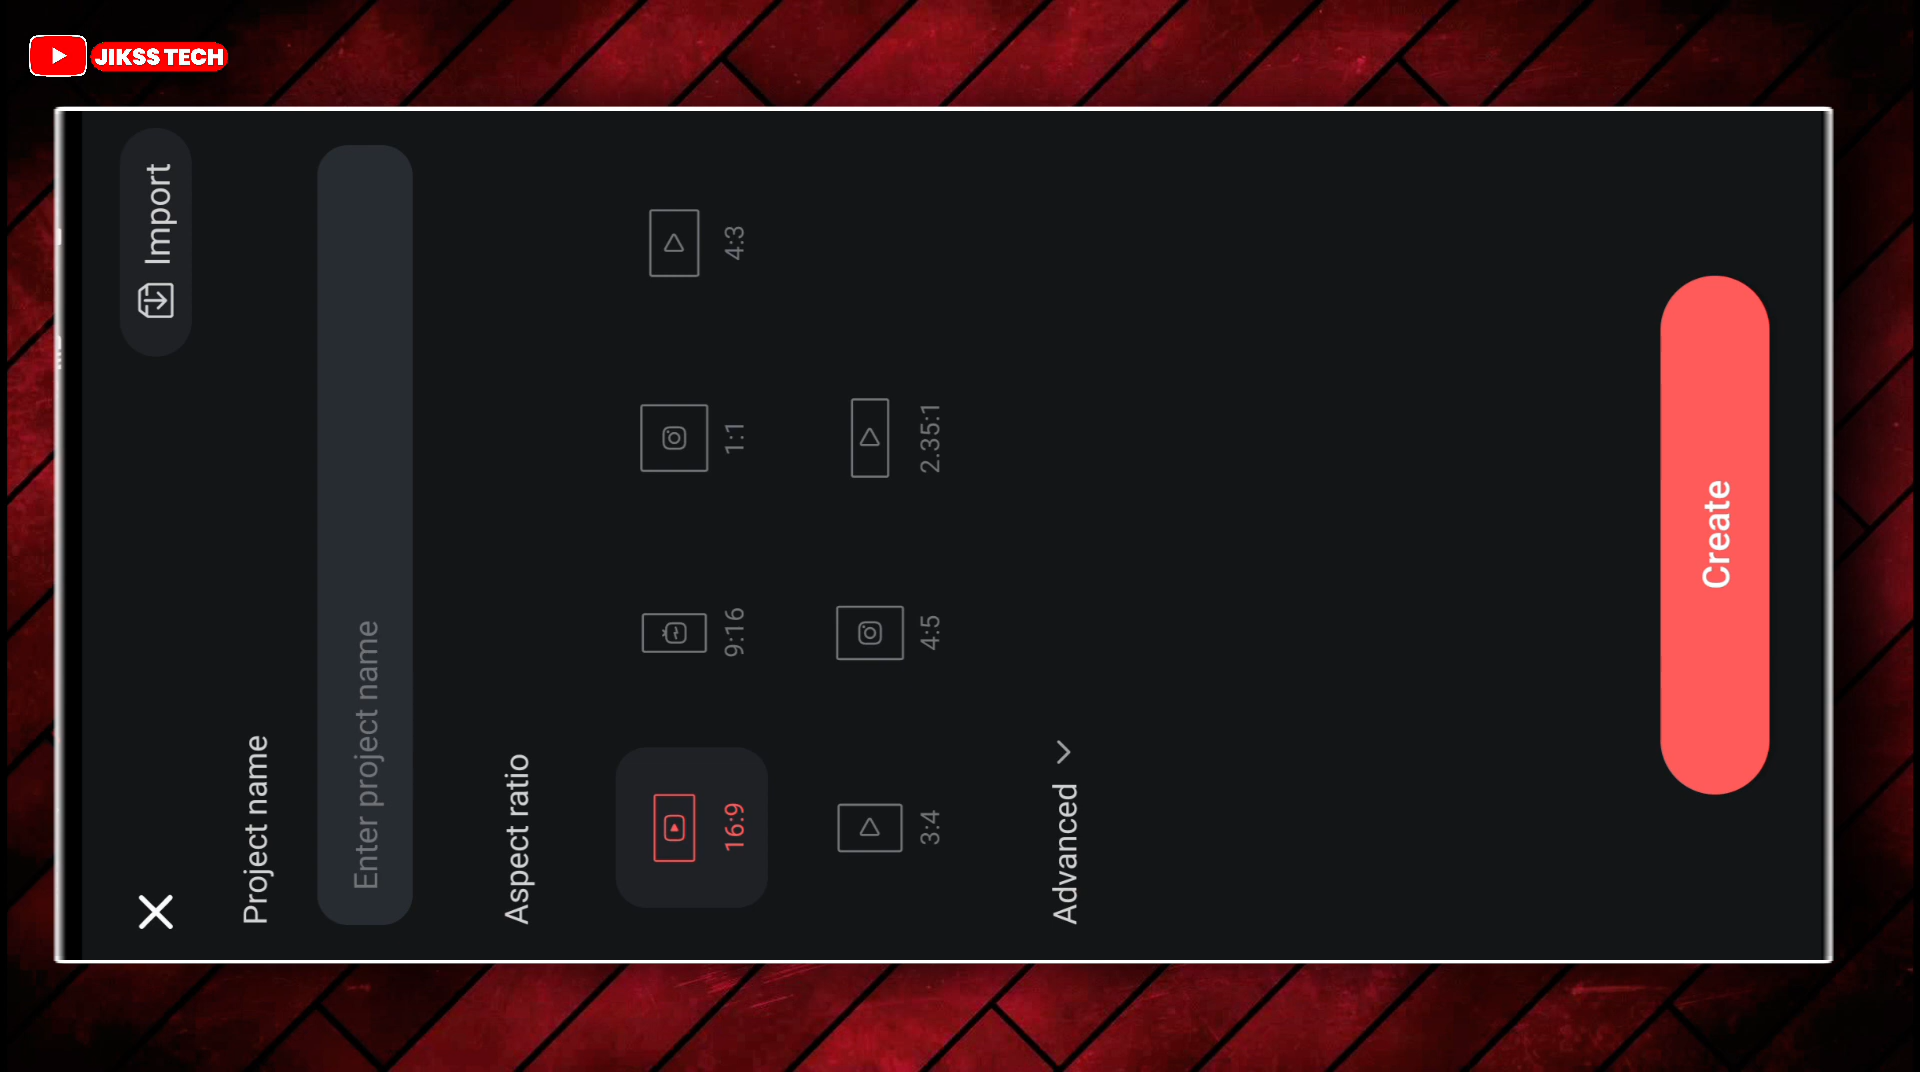 JIKSS TECH
Import
Project name
Enter project name
Aspect ratio
16:9
9:16
1:1
4:3
3:4
4:5
2.35:1
Advanced
Create